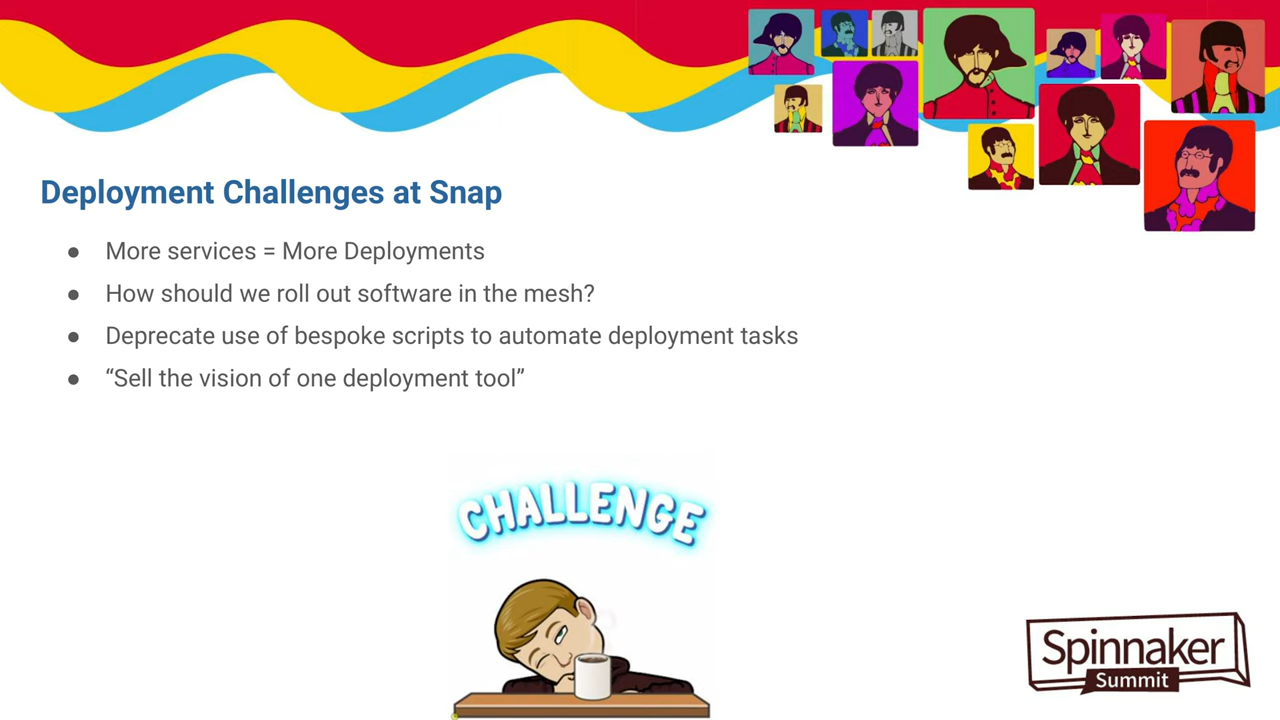 Deployment Challenges at Snap
● More services = More Deployments
● How should we roll out software in the mesh?
● Deprecate use of bespoke scripts to automate deployment tasks
● “Sell the vision of one deployment tool”
CHALLENGE
Spinnaker
Summit